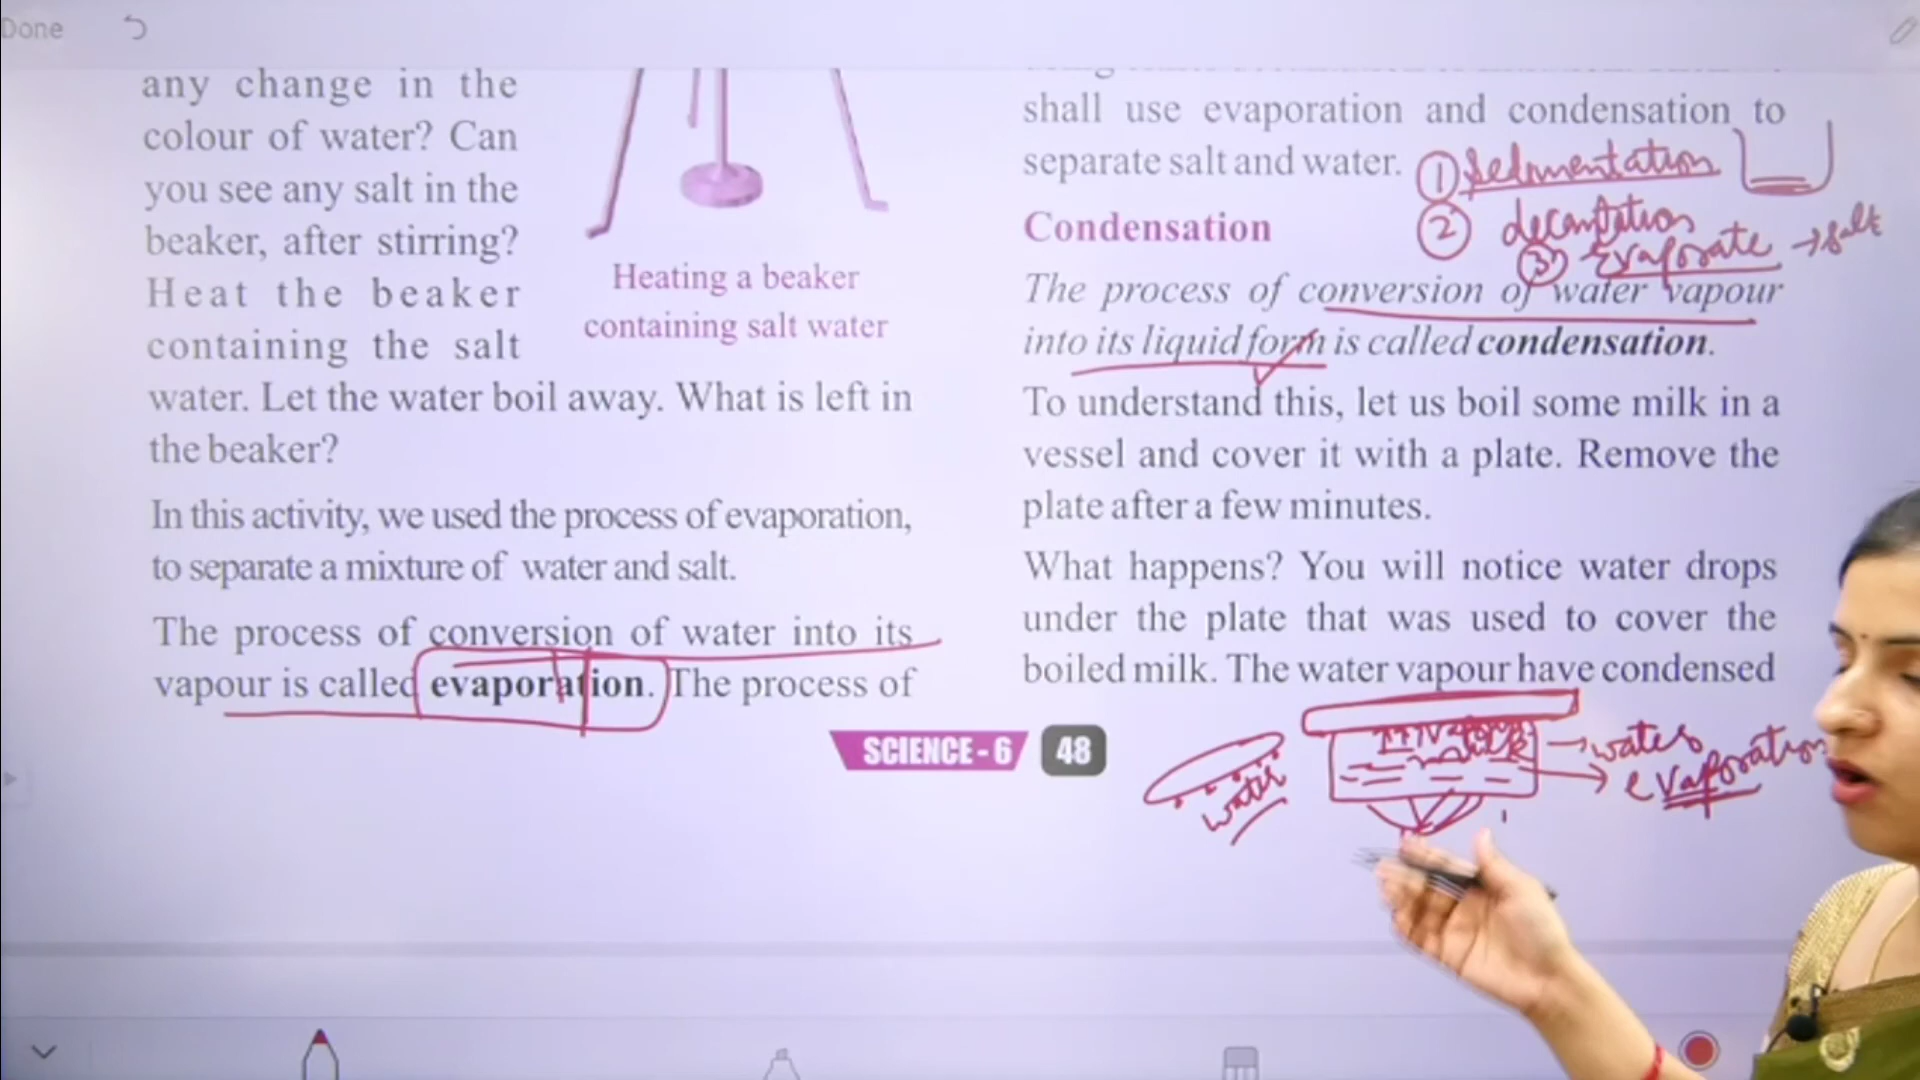 Done
any change in the
colour of water? Can
you see any salt in the
beaker, after stirring?
Heat the beaker
containing the salt
water. Let the water boil away. What is left in
the beaker?
Heating a beaker
containing salt water
In this activity, we used the process of evaporation,
to separate a mixture of water and salt.
The process of conversion of water into its
vapour is called evaporation. The process of
shall use evaporation and condensation to
separate salt and water.
① Sedimentation
② decantation
③ Evaporate → salt
Condensation
The process of conversion of water vapour
into its liquid form is called condensation.
To understand this, let us boil some milk in a
vessel and cover it with a plate. Remove the
plate after a few minutes.
What happens? You will notice water drops
under the plate that was used to cover the
boiled milk. The water vapour have condensed
water
milk
→ water
→ evaporation
SCIENCE - 6 48